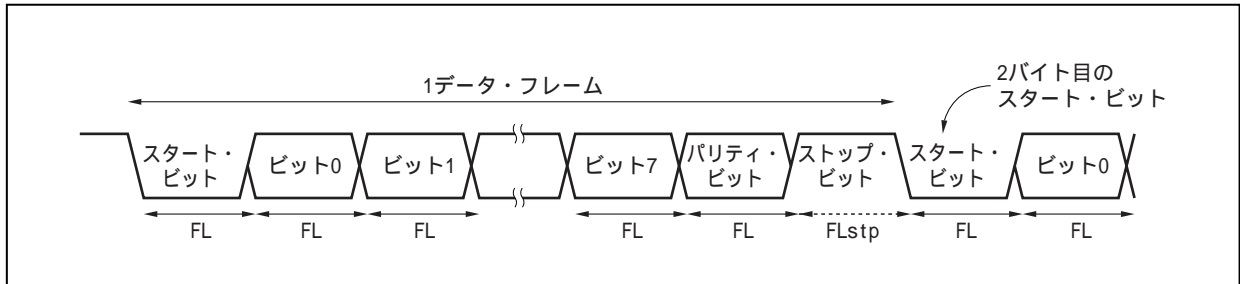 1データ・フレーム
2バイト目の
スタート・ビット
スタート・
ビット
ビット0
ビット1
ビット7
パリティ・
ビット
ストップ・
ビット
スタート・
ビット
ビット0
FL
FL
FL
FL
FL
FLstp
FL
FL